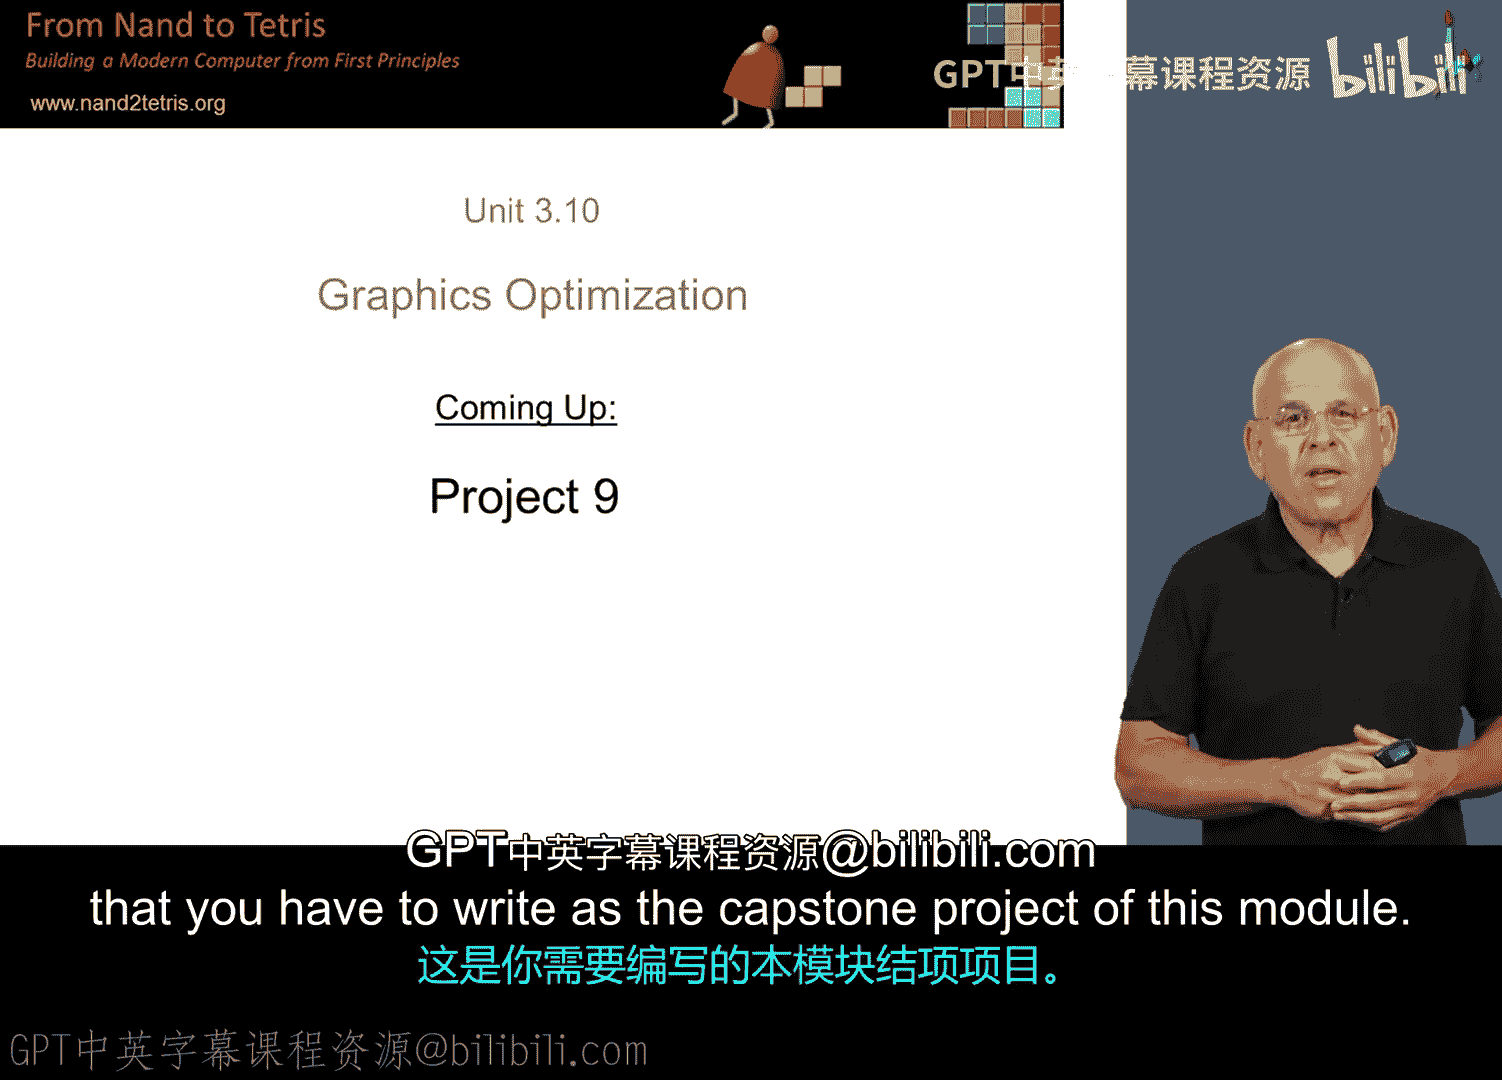 From Nand to Tetris
Building a Modern Computer from First Principles
www.nand2tetris.org
GPT中英字幕课程资源 bilibili
Unit 3.10
Graphics Optimization
Coming Up:
Project 9
GPT中英字幕课程资源@bilibili.com
that you have to write as the capstone project of this module.
这是你需要编写的本模块结项项目。
GPT中英字幕课程资源@bilibili.com